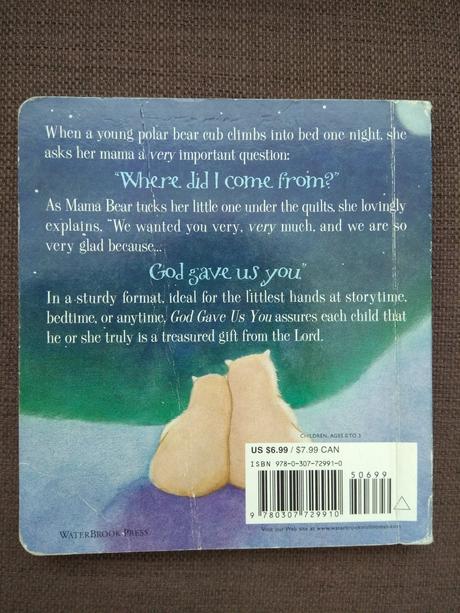 When a young polar bear cub climbs into bed one night, she
asks her mama a very important question:
"Where did I come from?"
As Mama Bear tucks her little one under the quilts, she lovingly
explains, "We wanted you very, very much, and we are so
very glad because...
God gave us you"
In a sturdy format, ideal for the littlest hands at storytime,
bedtime, or anytime, God Gave Us You assures each child that
he or she truly is a treasured gift from the Lord.
CHILDREN, AGES 0 TO 3
US $6.99 / $7.99 CAN
ISBN 978-0-307-72991-0
50699
9 780307 729910
WATERBROOK PRESS
Visit our Web site at